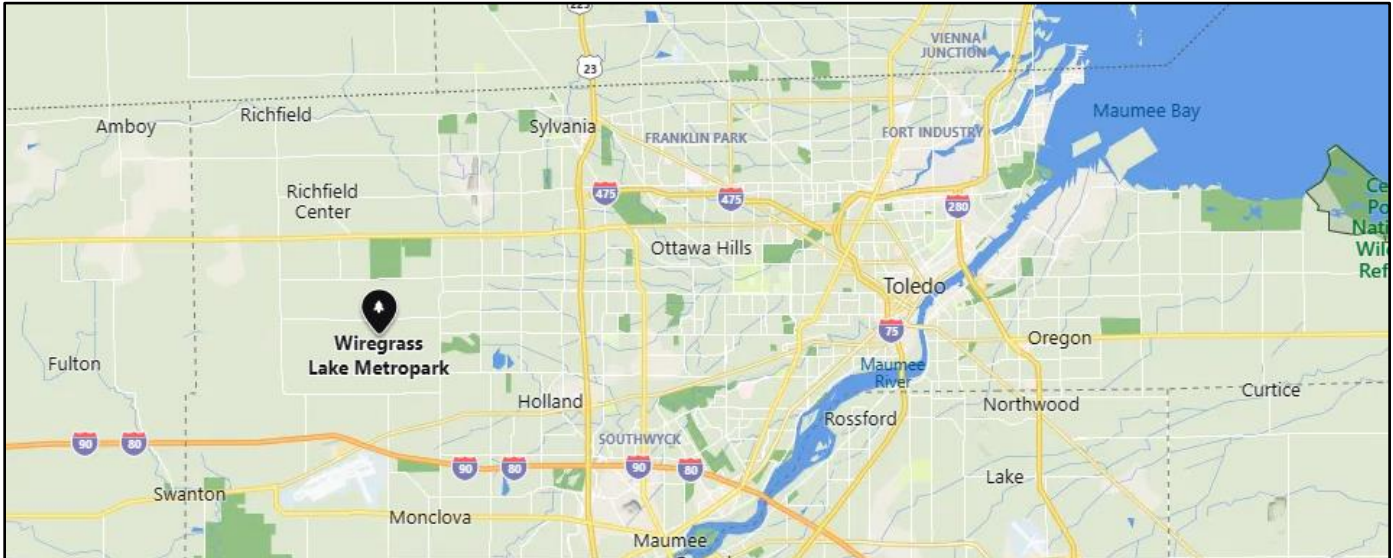 223
VIENNA
JUNCTION
23
Maumee Bay
Amboy
Richfield
Sylvania
FRANKLIN PARK
FORT INDUSTRY
Richfield
Center
475
475
280
Ottawa Hills
Toledo
Wiregrass
Lake Metropark
75
Oregon
Fulton
Maumee
River
Curtice
Holland
Northwood
Rossford
SOUTHWYCK
90
80
90
80
90
80
Lake
Swanton
Monclova
Maumee